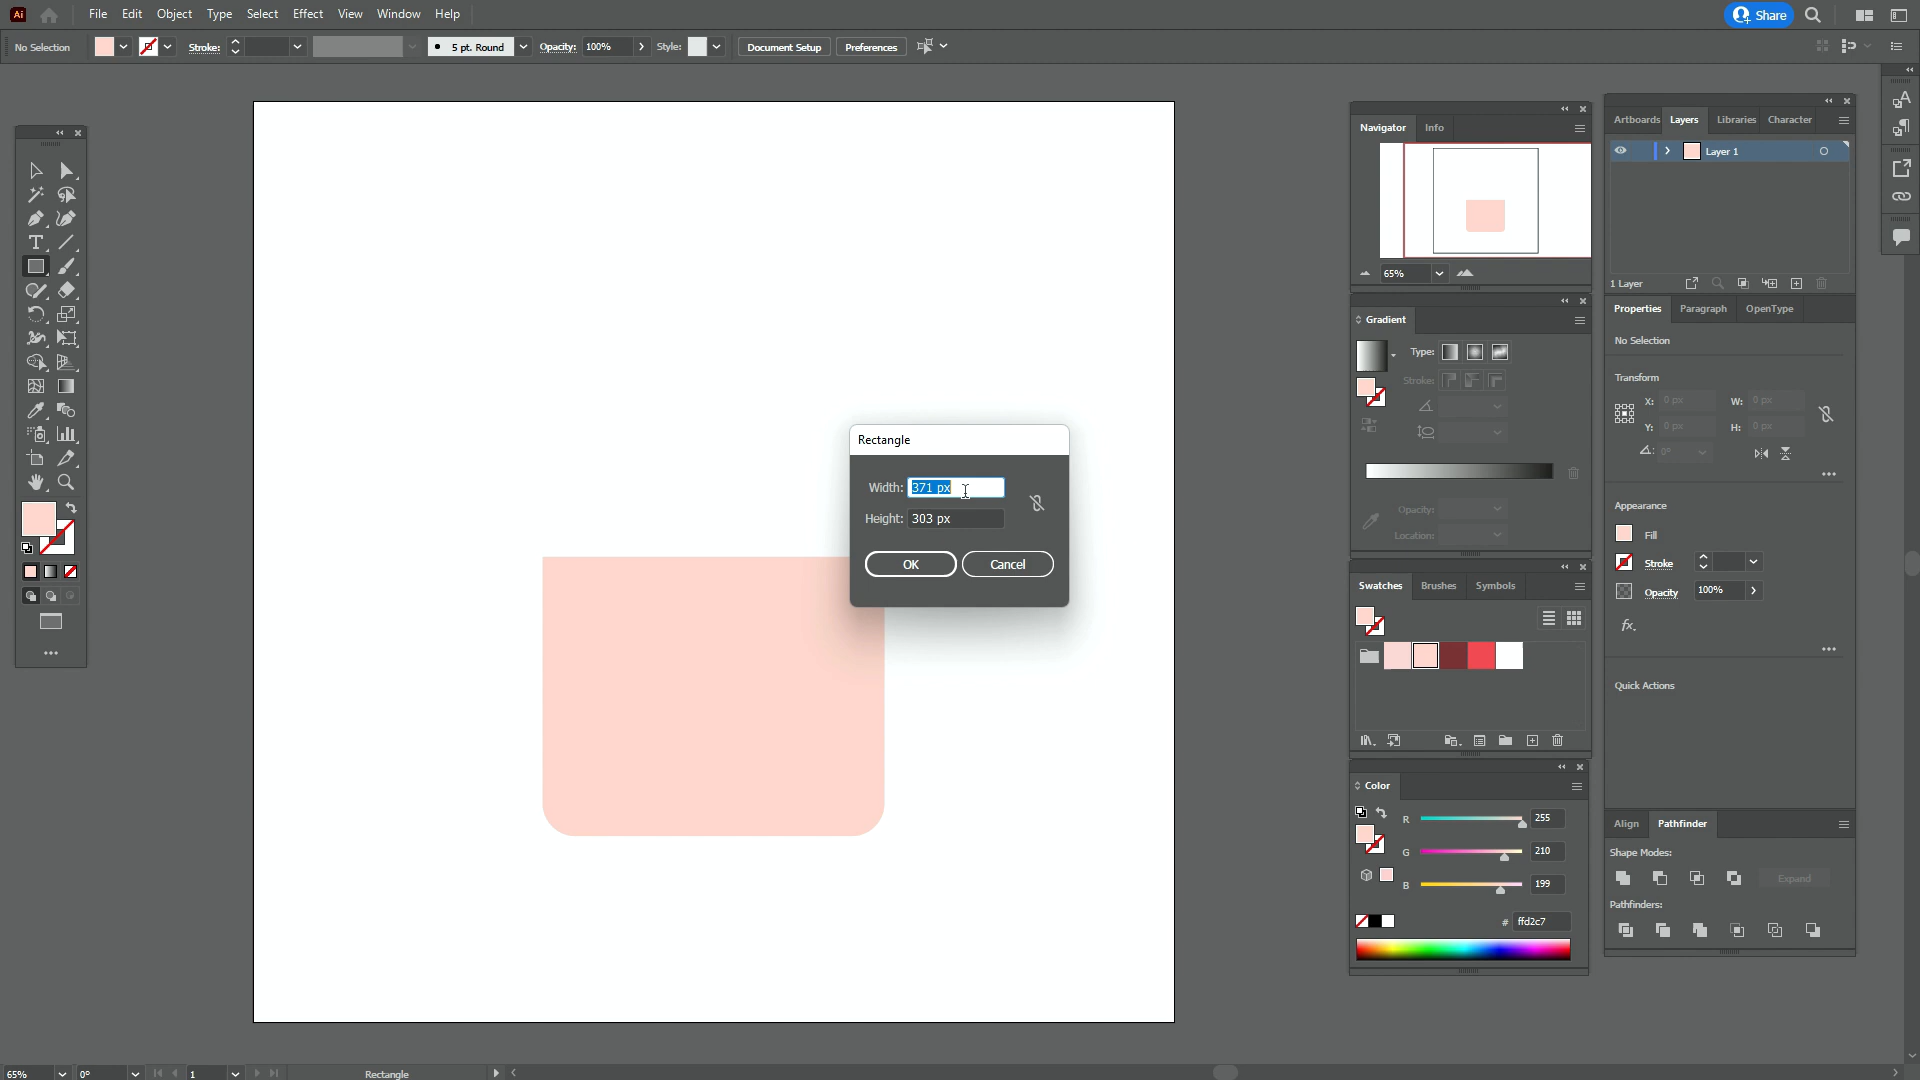 Ai File Edit Object Type Select Effect View Window Help Share
No Selection Stroke: 5 pt. Round Opacity: 100% Style: Document Setup Preferences
Navigator Info
65%
Artboards Layers Libraries Character
Layer 1
1 Layer
Gradient
Type:
Stroke:
Opacity:
Location:
Properties Paragraph OpenType
No Selection
Transform
X: 0 px W: 0 px
Y: 0 px H: 0 px
0°
Appearance
Fill
Stroke
Opacity 100%
fx.
Quick Actions
Rectangle
Width: 371 px
Height: 303 px
OK Cancel
Swatches Brushes Symbols
Color
R 255
G 210
B 199
# ffd2c7
Align Pathfinder
Shape Modes:
Expand
Pathfinders:
65% 0° 1 Rectangle